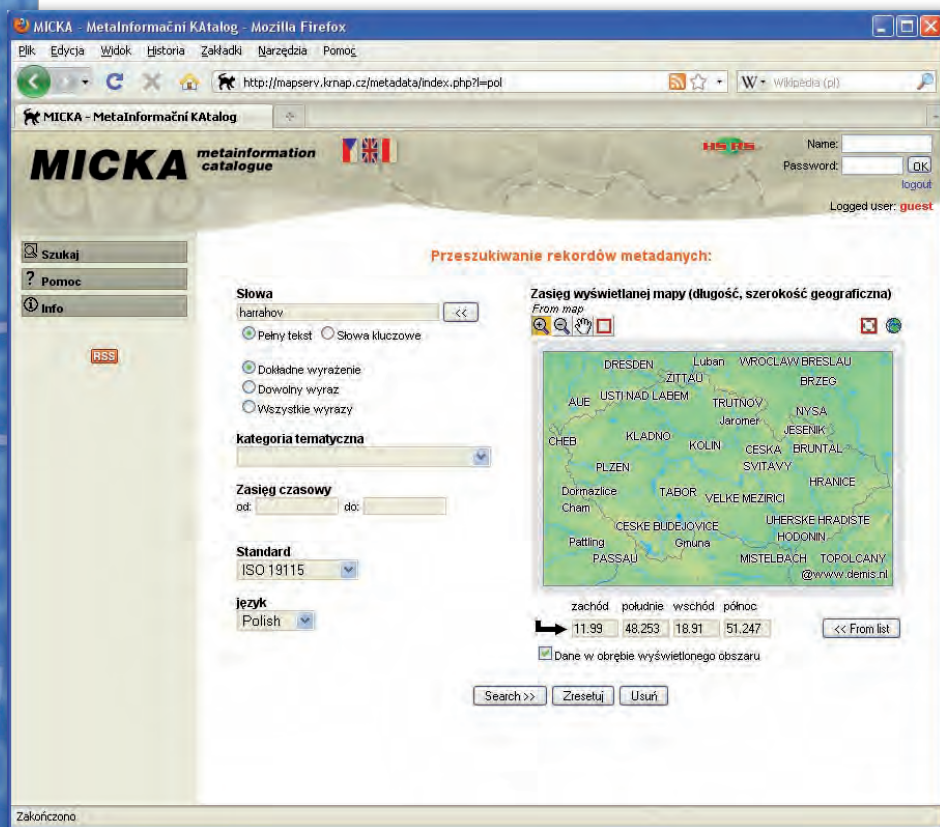 MICKA - MetaInformační KAtalog - Mozilla Firefox
Plik Edycja Widok Historia Zakładki Narzędzia Pomoc
http://mapserv.krnap.cz/metadata/index.php?l=pol
W Wikipedia (pl)
MICKA - MetaInformační KAtalog
MICKA metainformation catalogue
HS RS
Name:
Password:
OK
logout
Logged user: guest
Szukaj
Pomoc
Info
RSS
Przeszukiwanie rekordów metadanych:
Słowa
harrahov
<<
Pełny tekst Słowa kluczowe
Dokładne wyrażenie
Dowolny wyraz
Wszystkie wyrazy
kategoria tematyczna
Zasięg czasowy
od: do:
Standard
ISO 19115
język
Polish
Zasięg wyświetlanej mapy (długość, szerokość geograficzna)
From map
DRESDEN Luban WROCLAW BRESLAU
ZITTAU BRZEG
AUE USTI NAD LABEM TRUTNOV NYSA
Jaromer JESENIK
CHEB KLADNO KOLIN CESKA BRUNTAL
PLZEN SVITAVY
HRANICE
Domazlice TABOR VELKE MEZIRICI
Cham
CESKE BUDEJOVICE UHERSKE HRADISTE
Pattling Gmuna HODONIN
PASSAU MISTELBACH TOPOLCANY
@www.demis.nl
zachód południe wschód północ
11.99 48.253 18.91 51.247
<< From list
Dane w obrębie wyświetlonego obszaru
Search >> Zresetuj Usuń
Zakończono